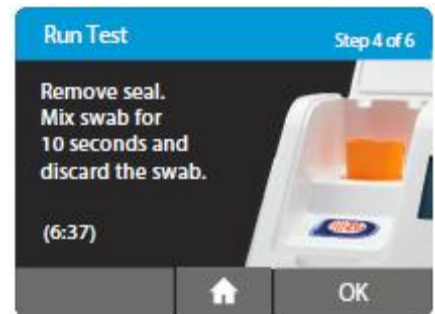 Run Test
Step 4 of 6
Remove seal.
Mix swab for
10 seconds and
discard the swab.
(6:37)
OK